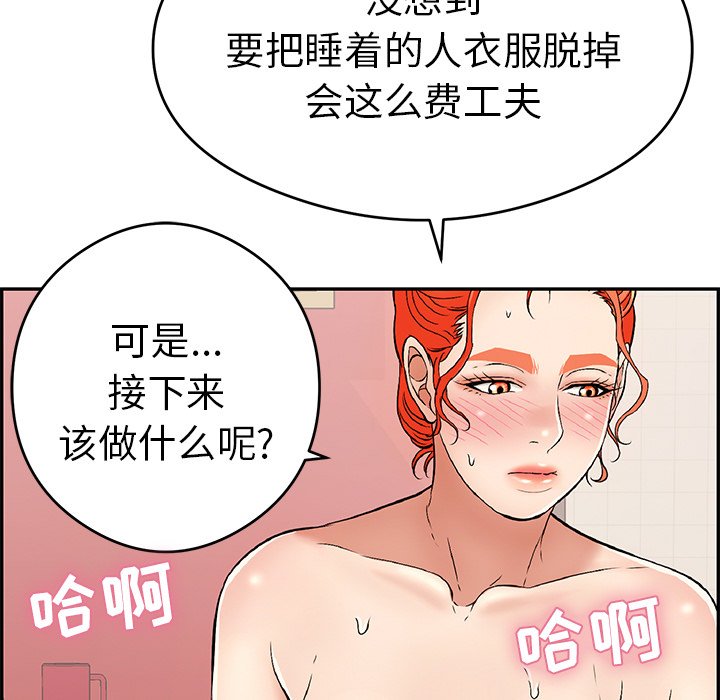 没想到
要把睡着的人衣服脱掉
会这么费工夫
可是...
接下来
该做什么呢?
哈啊
哈啊